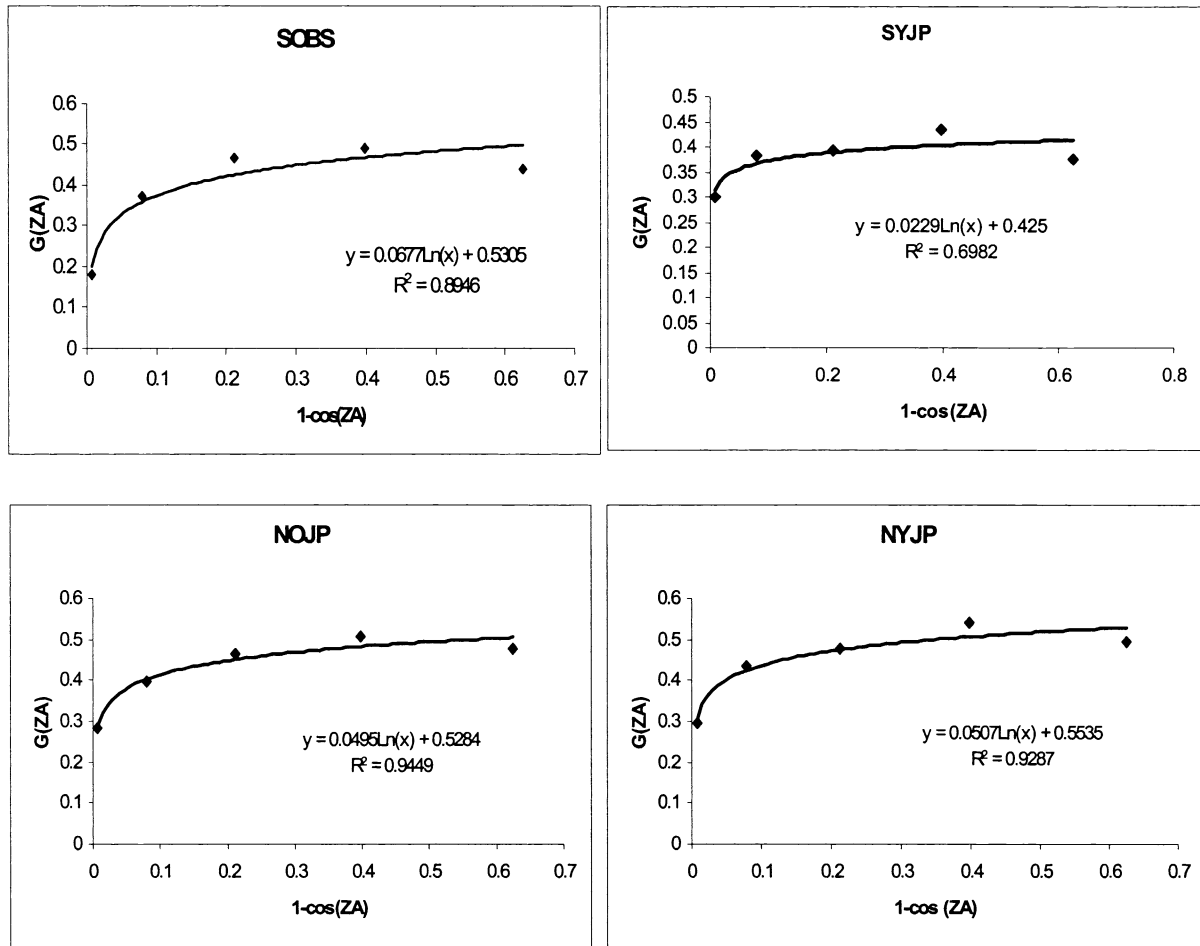 SOBS
G(ZA)
0.6
0.5
0.4
0.3
0.2
0.1
0
y = 0.0677Ln(x) + 0.5305
R² = 0.8946
0 0.1 0.2 0.3 0.4 0.5 0.6 0.7
1-cos(ZA)
SYJP
G(ZA)
0.5
0.45
0.4
0.35
0.3
0.25
0.2
0.15
0.1
0.05
0
y = 0.0229Ln(x) + 0.425
R² = 0.6982
0 0.2 0.4 0.6 0.8
1-cos(ZA)
NOJP
G(ZA)
0.6
0.5
0.4
0.3
0.2
0.1
0
y = 0.0495Ln(x) + 0.5284
R² = 0.9449
0 0.1 0.2 0.3 0.4 0.5 0.6 0.7
1-cos(ZA)
NYJP
G(ZA)
0.6
0.5
0.4
0.3
0.2
0.1
0
y = 0.0507Ln(x) + 0.5535
R² = 0.9287
0 0.1 0.2 0.3 0.4 0.5 0.6 0.7
1-cos (ZA)